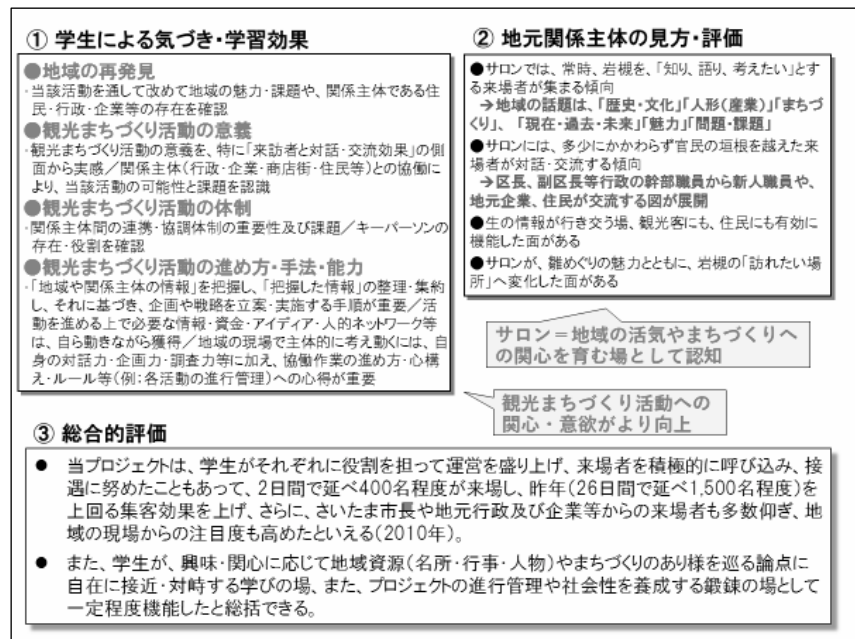 ① 学生による気づき・学習効果
●地域の再発見
・当該活動を通して改めて地域の魅力・課題や、関係主体である住
民・行政・企業等の存在を確認
●観光まちづくり活動の意義
・観光まちづくり活動の意義を、特に「来訪者と対話・交流効果」の側
面から実感／関係主体(行政・企業・商店街・住民等)との協働
により、当該活動の可能性と課題を認識
●観光まちづくり活動の体制
・関係主体間の連携・協調体制の重要性及び課題／キーパーソンの
存在・役割を確認
●観光まちづくり活動の進め方・手法・能力
・「地域や関係主体の情報」を把握し、「把握した情報」の整理・集約
し、それに基づき、企画や戦略を立案・実施する手順が重要／活
動を進める上で必要な情報・資金・アイディア・人的ネットワーク等
は、自ら動きながら獲得／地域の現場で主体的に考え動くには、自
身の対話力・企画力・調査力等に加え、協働作業の進め方・心構
え・ルール等(例：各活動の進行管理)への心得が重要
② 地元関係主体の見方・評価
●サロンでは、常時、岩槻を、「知り、語り、考えたい」とす
る来場者が集まる傾向
→地域の話題は、「歴史・文化」「人形(産業)」「まちづ
くり」、「現在・過去・未来」「魅力」「問題・課題」
●サロンには、多少にかかわらず官民の垣根を越えた来
場者が対話・交流する傾向
→区長、副区長等行政の幹部職員から新人職員や、
地元企業、住民が交流する図が展開
●生の情報が行き交う場、観光客にも、住民にも有効に
機能した面がある
●サロンが、雛めぐりの魅力とともに、岩槻の「訪れたい場
所」へ変化した面がある
サロン＝地域の活気やまちづくりへ
の関心を育む場として認知
観光まちづくり活動への
関心・意欲がより向上
③ 総合的評価
● 当プロジェクトは、学生がそれぞれに役割を担って運営を盛り上げ、来場者を積極的に呼び込み、接
遇に努めたこともあって、2日間で延べ400名程度が来場し、昨年(26日間で延べ1,500名程度)を
上回る集客効果を上げ、さらに、さいたま市長や地元行政及び企業等からの来場者も多数仰ぎ、地
域の現場からの注目度も高めたといえる(2010年)。
● また、学生が、興味・関心に応じて地域資源(名所・行事・人物)やまちづくりのあり様を巡る論点に
自在に接近・対峙する学びの場、また、プロジェクトの進行管理や社会性を養成する鍛錬の場として
一定程度機能したと総括できる。